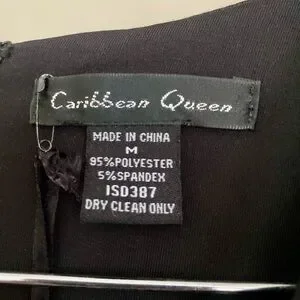 Caribbean Queen
MADE IN CHINA
M
95%POLYESTER
5%SPANDEX
ISD387
DRY CLEAN ONLY